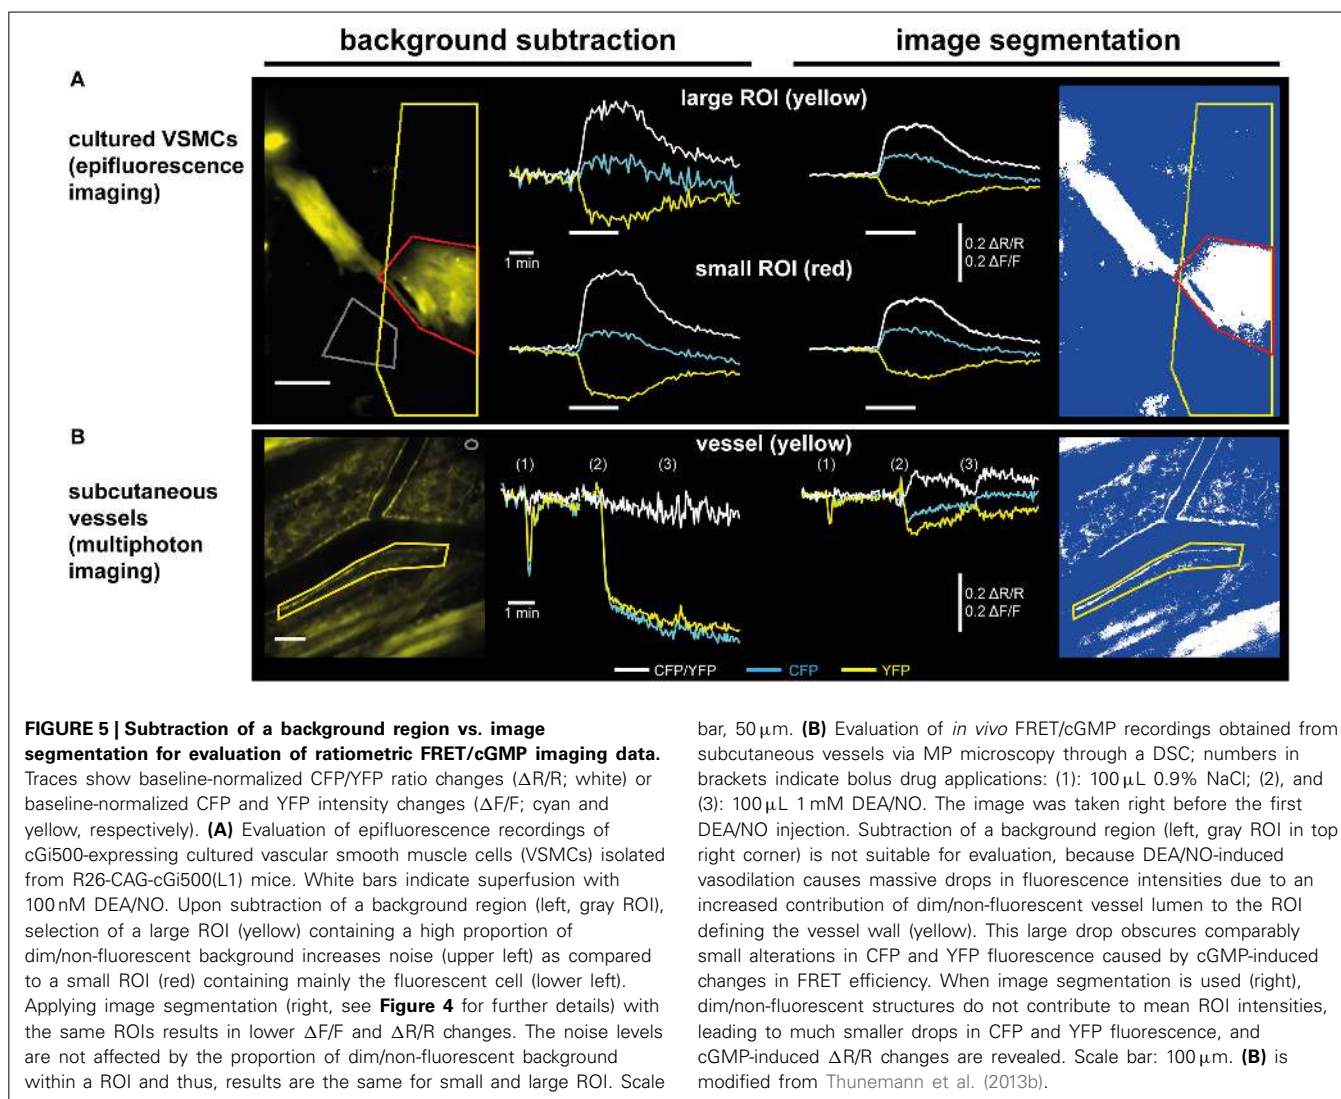 background subtraction
image segmentation
A
cultured VSMCs
(epifluorescence
imaging)
large ROI (yellow)
1 min
0.2 ΔR/R
0.2 ΔF/F
small ROI (red)
B
subcutaneous
vessels
(multiphoton
imaging)
vessel (yellow)
(1) (2) (3)
(1) (2) (3)
1 min
0.2 ΔR/R
0.2 ΔF/F
CFP/YFP CFP YFP
FIGURE 5 | Subtraction of a background region vs. image
segmentation for evaluation of ratiometric FRET/cGMP imaging data.
Traces show baseline-normalized CFP/YFP ratio changes (ΔR/R; white) or
baseline-normalized CFP and YFP intensity changes (ΔF/F; cyan and
yellow, respectively). (A) Evaluation of epifluorescence recordings of
cGi500-expressing cultured vascular smooth muscle cells (VSMCs) isolated
from R26-CAG-cGi500(L1) mice. White bars indicate superfusion with
100 nM DEA/NO. Upon subtraction of a background region (left, gray ROI),
selection of a large ROI (yellow) containing a high proportion of
dim/non-fluorescent background increases noise (upper left) as compared
to a small ROI (red) containing mainly the fluorescent cell (lower left).
Applying image segmentation (right, see Figure 4 for further details) with
the same ROIs results in lower ΔF/F and ΔR/R changes. The noise levels
are not affected by the proportion of dim/non-fluorescent background
within a ROI and thus, results are the same for small and large ROI. Scale
bar, 50 μm. (B) Evaluation of in vivo FRET/cGMP recordings obtained from
subcutaneous vessels via MP microscopy through a DSC; numbers in
brackets indicate bolus drug applications: (1): 100 μL 0.9% NaCl; (2), and
(3): 100 μL 1 mM DEA/NO. The image was taken right before the first
DEA/NO injection. Subtraction of a background region (left, gray ROI in top
right corner) is not suitable for evaluation, because DEA/NO-induced
vasodilation causes massive drops in fluorescence intensities due to an
increased contribution of dim/non-fluorescent vessel lumen to the ROI
defining the vessel wall (yellow). This large drop obscures comparably
small alterations in CFP and YFP fluorescence caused by cGMP-induced
changes in FRET efficiency. When image segmentation is used (right),
dim/non-fluorescent structures do not contribute to mean ROI intensities,
leading to much smaller drops in CFP and YFP fluorescence, and
cGMP-induced ΔR/R changes are revealed. Scale bar: 100 μm. (B) is
modified from Thunemann et al. (2013b).